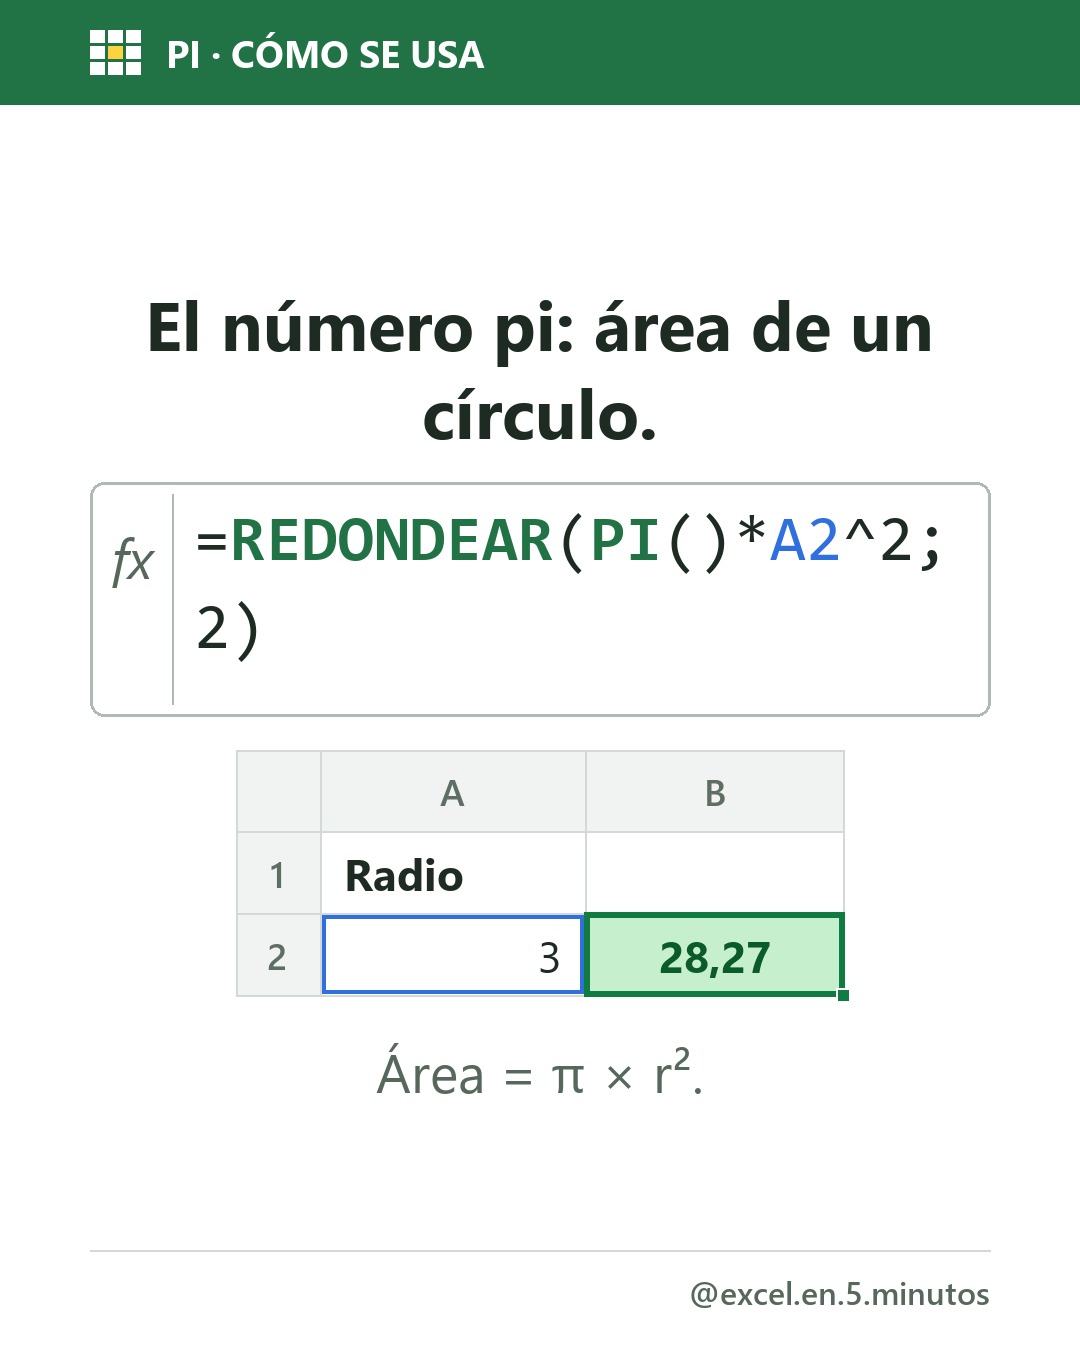 PI · CÓMO SE USA
El número pi: área de un
círculo.
fx
=REDONDEAR(PI()*A2^2;
2)
A B
1 Radio
2 3 28,27
Área = π × r².
@excel.en.5.minutos